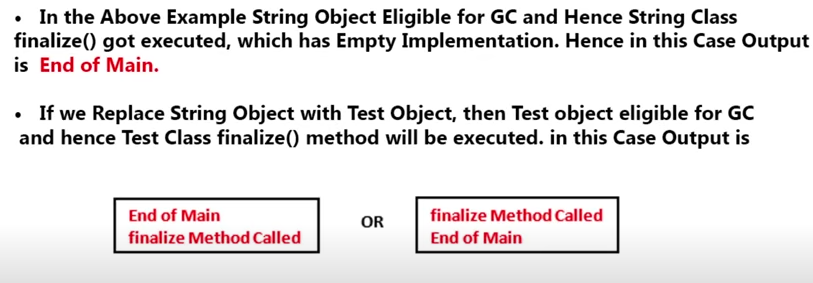 • In the Above Example String Object Eligible for GC and Hence String Class
finalize() got executed, which has Empty Implementation. Hence in this Case Output
is End of Main.
• If we Replace String Object with Test Object, then Test object eligible for GC
and hence Test Class finalize() method will be executed. in this Case Output is
End of Main
finalize Method Called
OR
finalize Method Called
End of Main